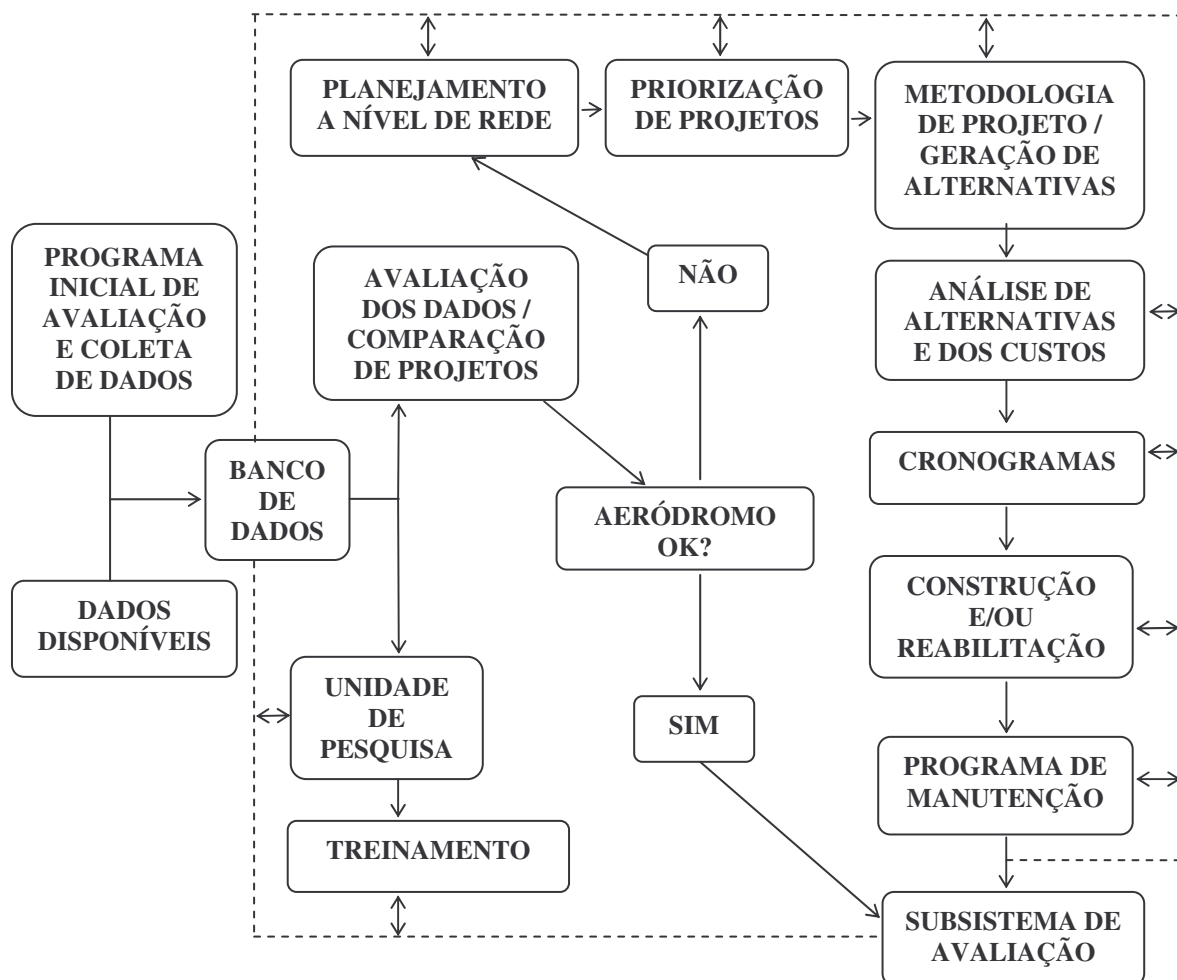 PLANEJAMENTO
A NÍVEL DE REDE
PRIORIZAÇÃO
DE PROJETOS
METODOLOGIA
DE PROJETO /
GERAÇÃO DE
ALTERNATIVAS
PROGRAMA
INICIAL DE
AVALIAÇÃO
E COLETA
DE DADOS
AVALIAÇÃO
DOS DADOS /
COMPARAÇÃO
DE PROJETOS
NÃO
ANÁLISE DE
ALTERNATIVAS
E DOS CUSTOS
BANCO
DE
DADOS
CRONOGRAMAS
AERÓDROMO
OK?
DADOS
DISPONÍVEIS
CONSTRUÇÃO
E/OU
REABILITAÇÃO
UNIDADE
DE
PESQUISA
SIM
PROGRAMA DE
MANUTENÇÃO
TREINAMENTO
SUBSISTEMA DE
AVALIAÇÃO